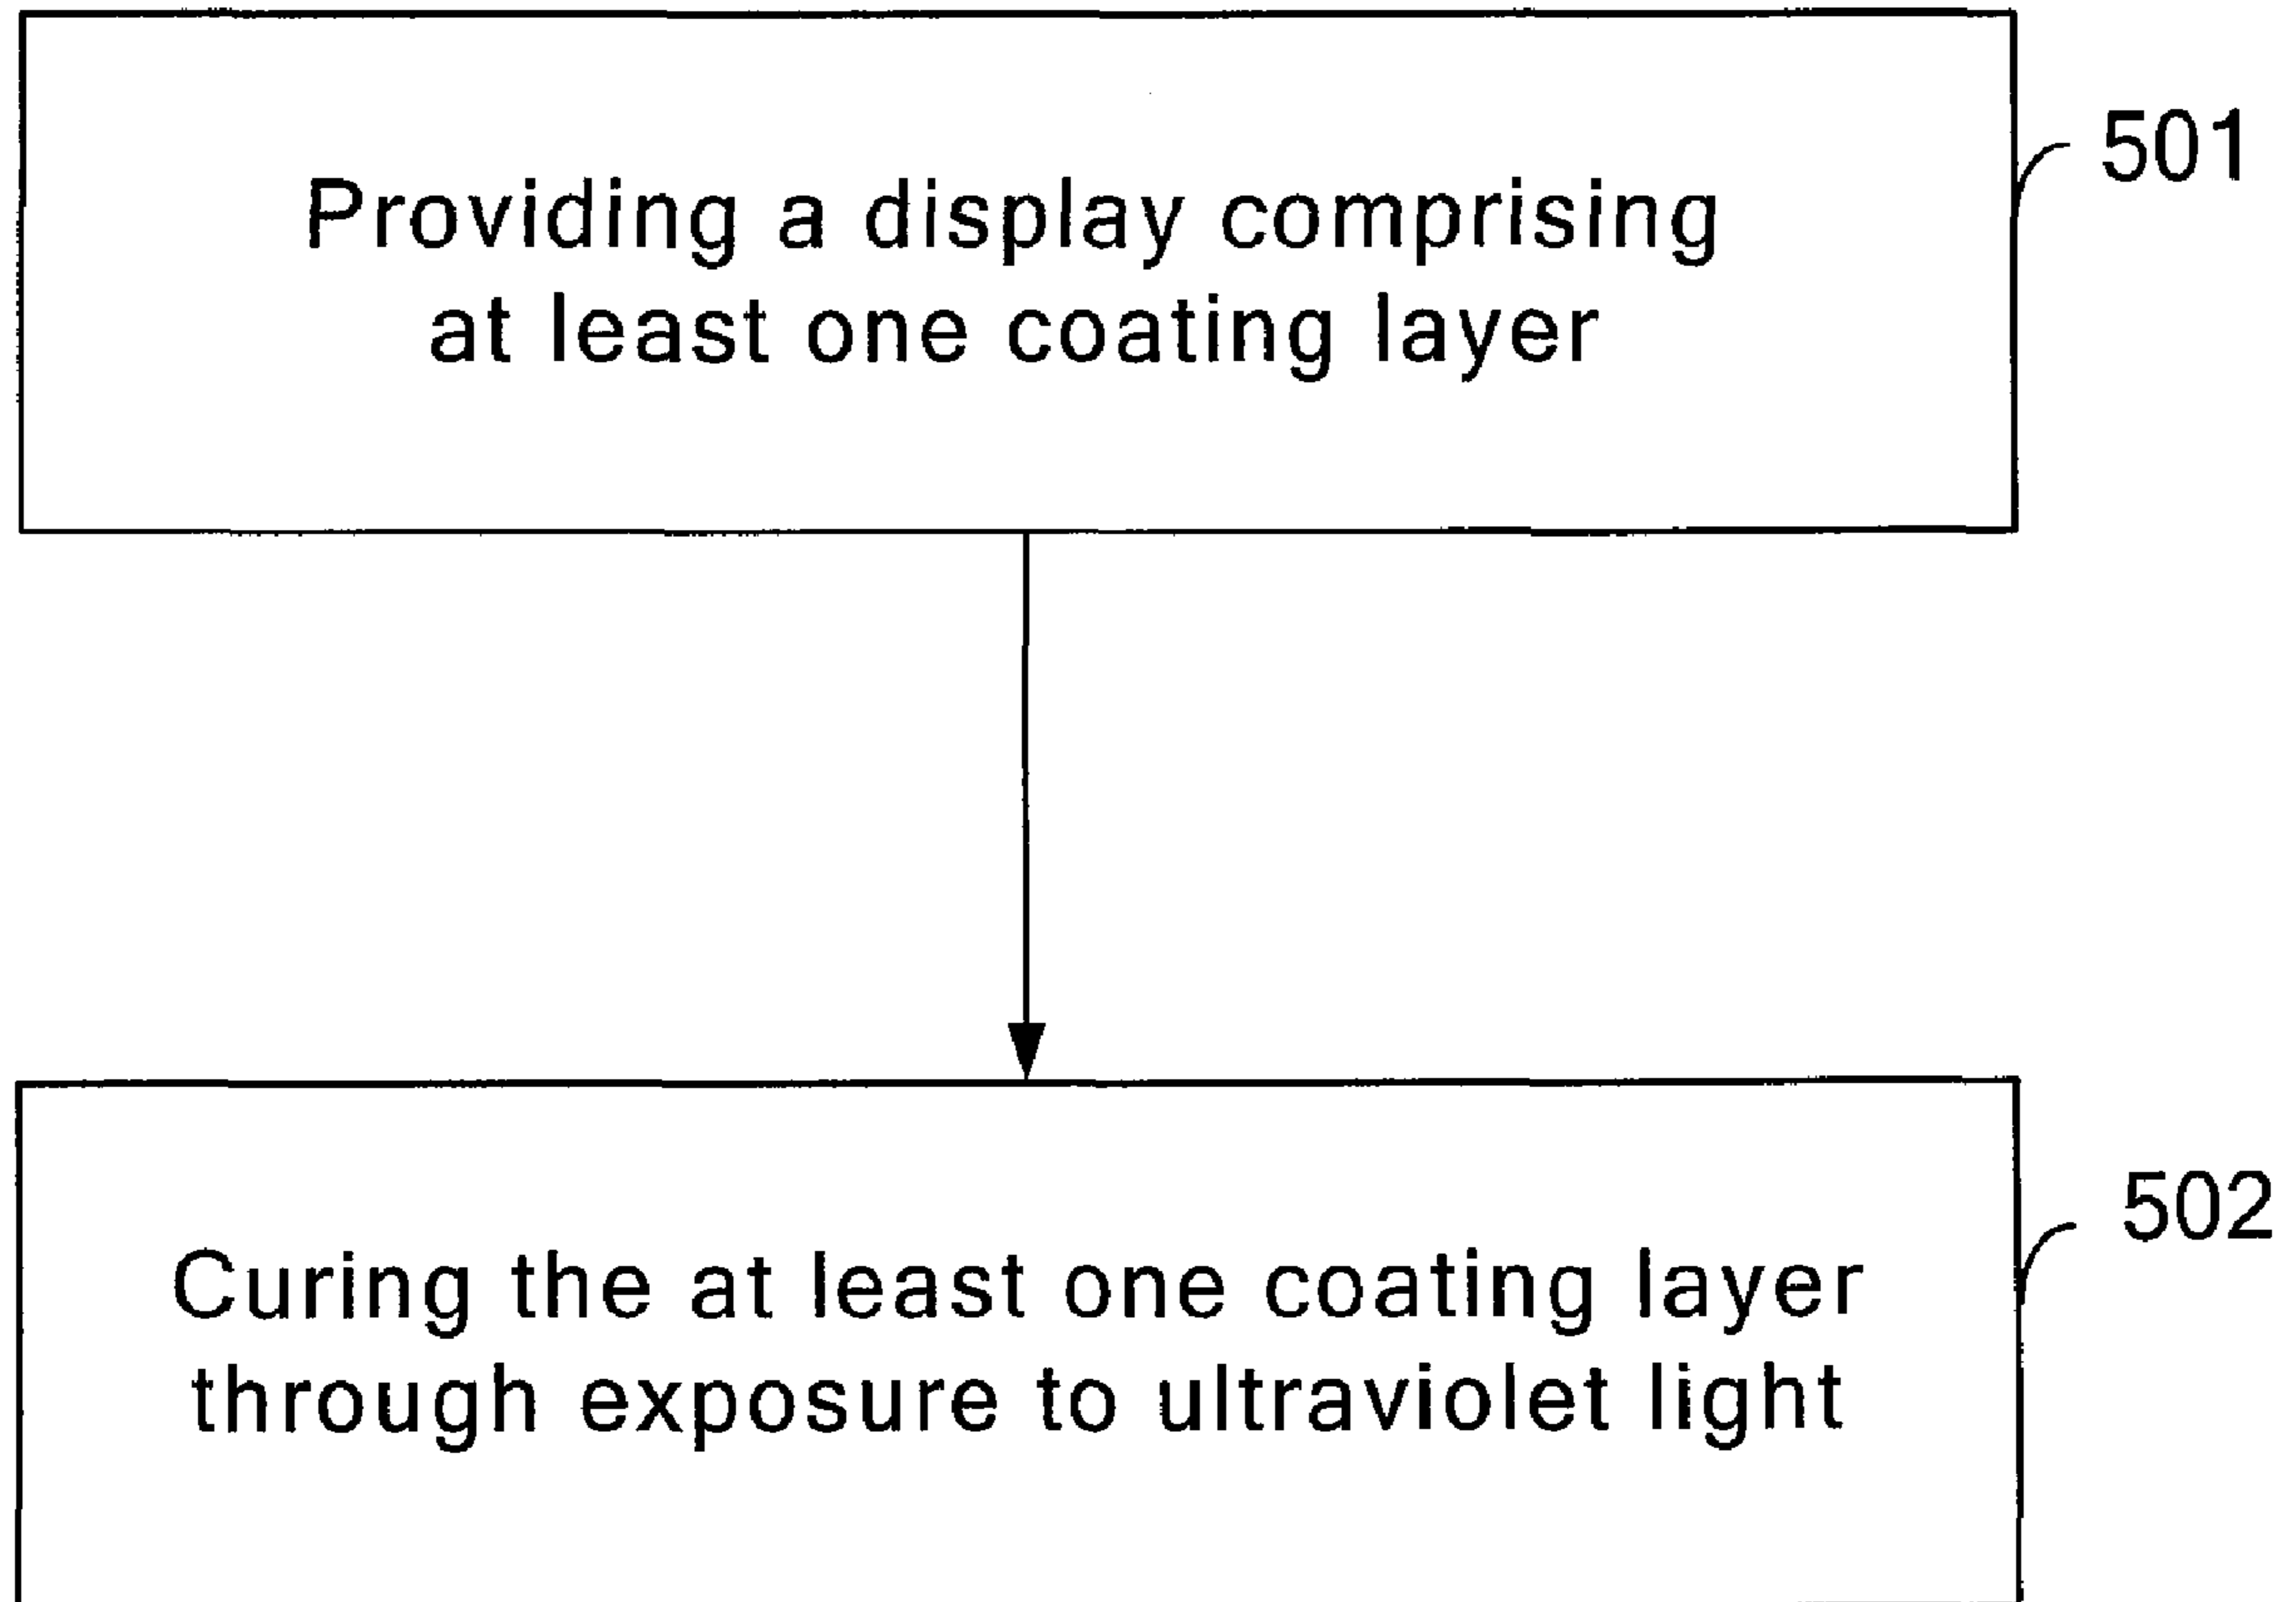 Providing a display comprising
at least one coating layer
501
Curing the at least one coating layer
through exposure to ultraviolet light
502